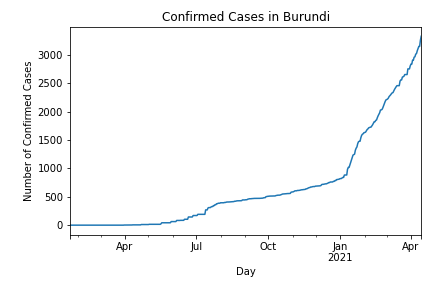 Confirmed Cases in Burundi
Number of Confirmed Cases
3000
2500
2000
1500
1000
500
0
Apr Jul Oct Jan Apr
2021
Day